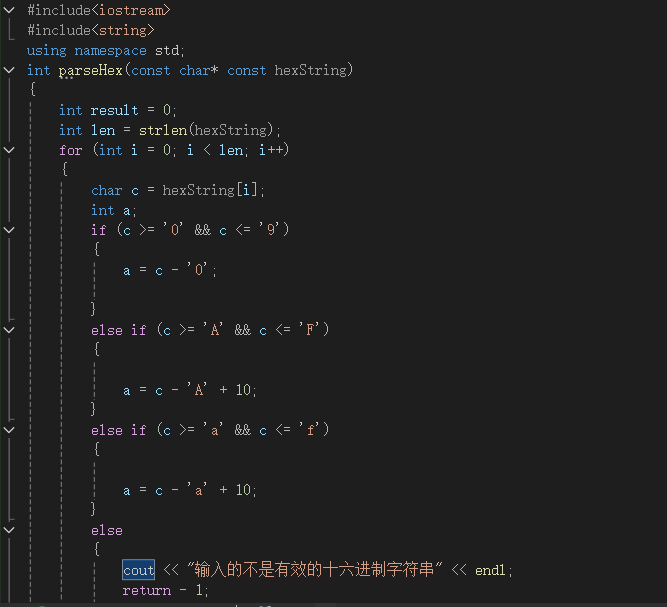 #include<iostream>
#include<string>
using namespace std;
int parseHex(const char* const hexString)
{
int result = 0;
int len = strlen(hexString);
for (int i = 0; i < len; i++)
{
char c = hexString[i];
int a;
if (c >= '0' && c <= '9')
{
a = c - '0';
}
else if (c >= 'A' && c <= 'F')
{
a = c - 'A' + 10;
}
else if (c >= 'a' && c <= 'f')
{
a = c - 'a' + 10;
}
else
{
cout << "输入的不是有效的十六进制字符串" << endl;
return - 1;